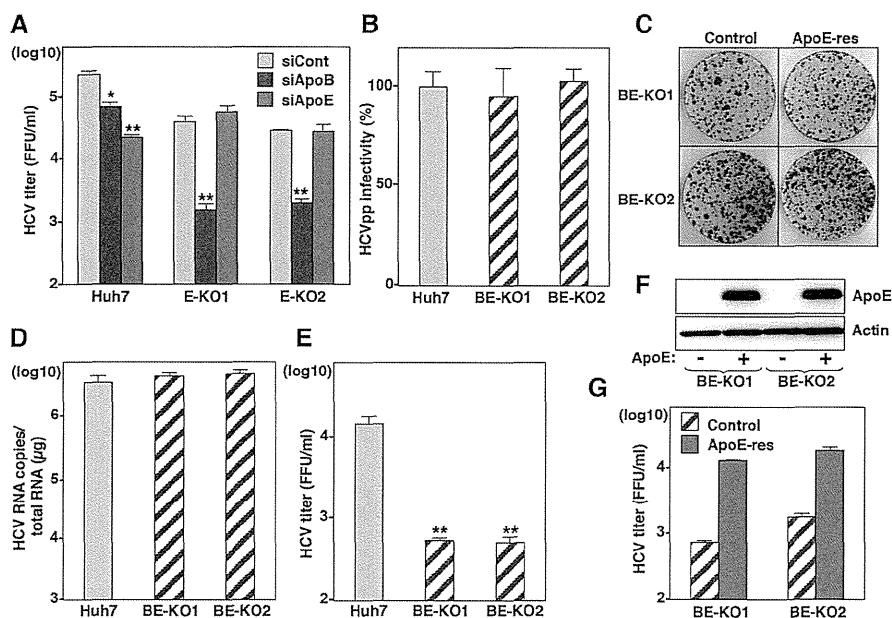 A
(log10)
HCV titer (FFU/ml)
5
4
3
2
siCont
siApoB
siApoE
*
**
**
**
Huh7
E-KO1
E-KO2
B
HCVpp infectivity (%)
100
50
0
Huh7
BE-KO1
BE-KO2
C
Control
ApoE-res
BE-KO1
BE-KO2
D
(log10)
HCV RNA copies/
total RNA (µg)
6
5
4
3
Huh7
BE-KO1
BE-KO2
E
(log10)
HCV titer (FFU/ml)
4
3
2
**
**
Huh7
BE-KO1
BE-KO2
F
ApoE
Actin
ApoE: - + - +
BE-KO1 BE-KO2
G
(log10)
HCV titer (FFU/ml)
4
3
2
Control
ApoE-res
BE-KO1
BE-KO2